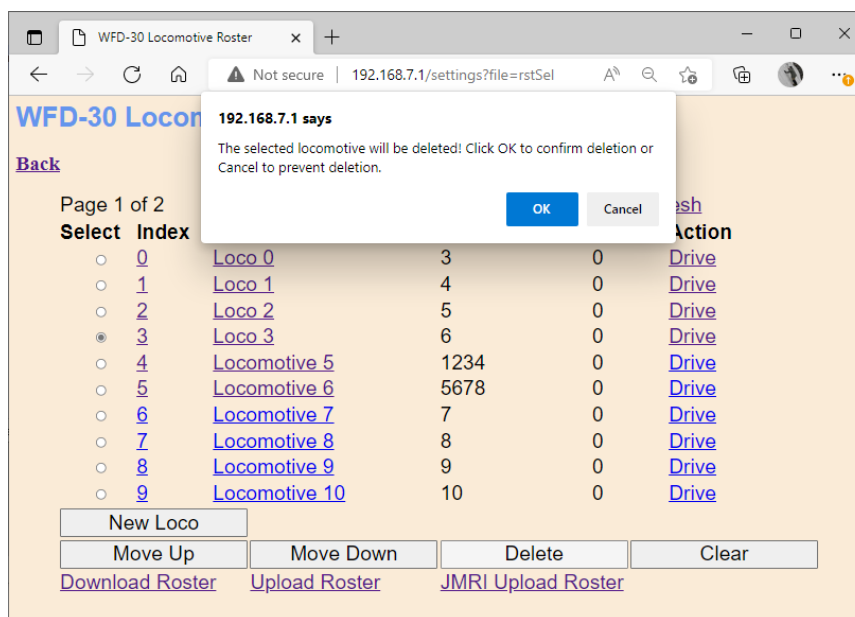 WFD-30 Locomotive Roster
Not secure | 192.168.7.1/settings?file=rstSel
WFD-30 Locon
192.168.7.1 says
The selected locomotive will be deleted! Click OK to confirm deletion or
Cancel to prevent deletion.
OK Cancel
Back
Page 1 of 2 esh
Select Index Action
0 Loco 0 3 0 Drive
1 Loco 1 4 0 Drive
2 Loco 2 5 0 Drive
3 Loco 3 6 0 Drive
4 Locomotive 5 1234 0 Drive
5 Locomotive 6 5678 0 Drive
6 Locomotive 7 7 0 Drive
7 Locomotive 8 8 0 Drive
8 Locomotive 9 9 0 Drive
9 Locomotive 10 10 0 Drive
New Loco
Move Up Move Down Delete Clear
Download Roster Upload Roster JMRI Upload Roster